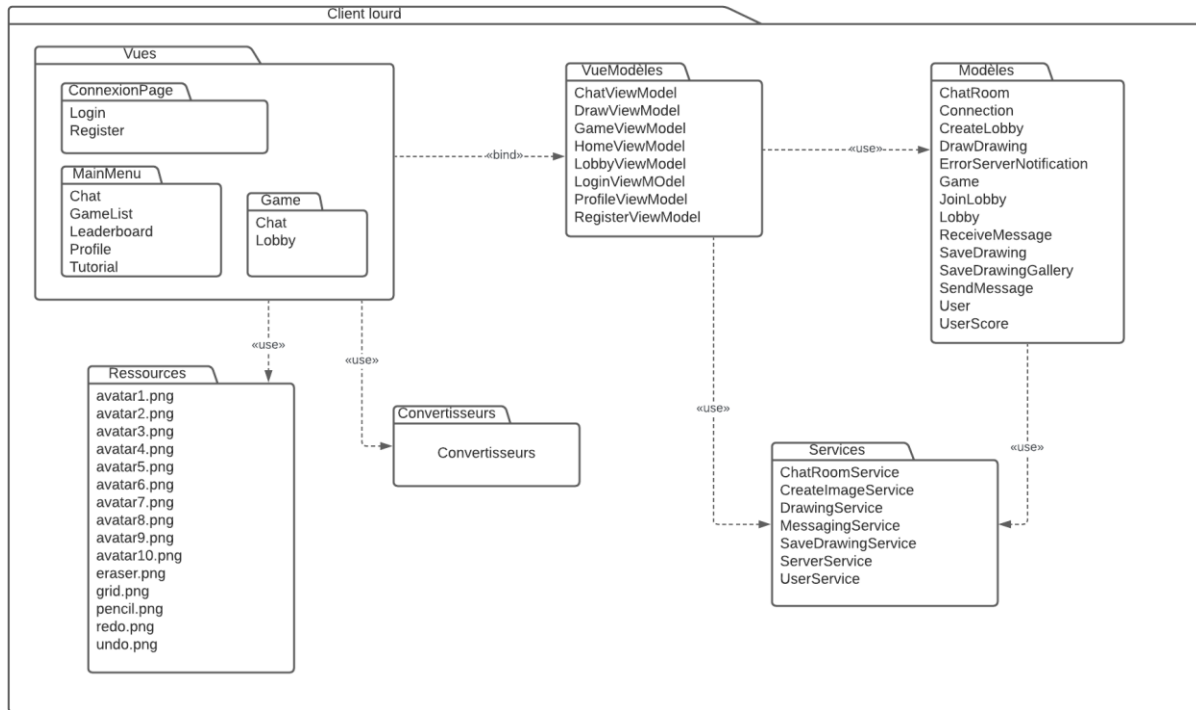 Client lourd
Vues
ConnexionPage
Login
Register
MainMenu
Chat
GameList
Leaderboard
Profile
Tutorial
Game
Chat
Lobby
«bind»
VueModèles
ChatViewModel
DrawViewModel
GameViewModel
HomeViewModel
LobbyViewModel
LoginViewMOdel
ProfileViewModel
RegisterViewModel
«use»
Modèles
ChatRoom
Connection
CreateLobby
DrawDrawing
ErrorServerNotification
Game
JoinLobby
Lobby
ReceiveMessage
SaveDrawing
SaveDrawingGallery
SendMessage
User
UserScore
«use»
«use»
Ressources
avatar1.png
avatar2.png
avatar3.png
avatar4.png
avatar5.png
avatar6.png
avatar7.png
avatar8.png
avatar9.png
avatar10.png
eraser.png
grid.png
pencil.png
redo.png
undo.png
Convertisseurs
Convertisseurs
«use»
«use»
Services
ChatRoomService
CreateImageService
DrawingService
MessagingService
SaveDrawingService
ServerService
UserService